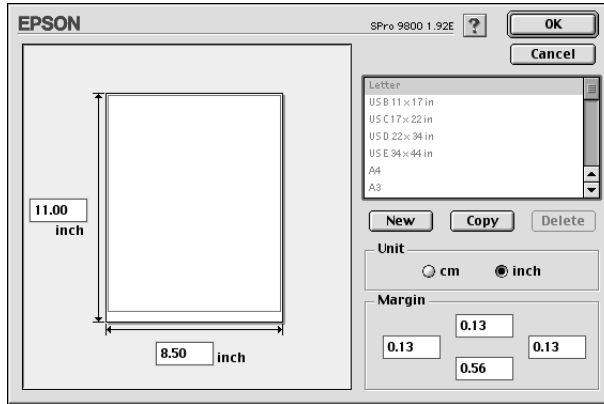 EPSON
SPro 9800 1.92E
?
OK
Cancel
Letter
US B 11 x 17 in
US C 17 x 22 in
US D 22 x 34 in
US E 34 x 44 in
A4
A3
New
Copy
Delete
11.00
inch
8.50 inch
Unit
cm
inch
Margin
0.13
0.13
0.13
0.56